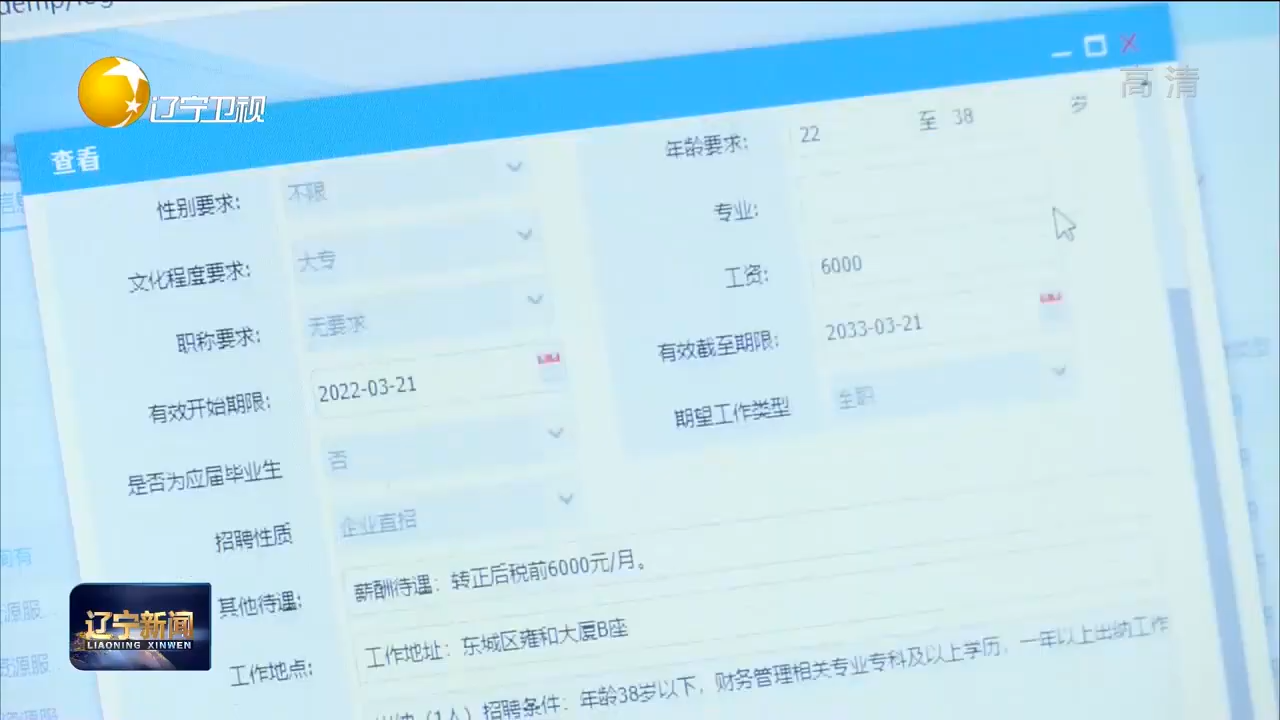 辽宁卫视
高清
查看
性别要求: 不限
年龄要求: 22 至 38 岁
文化程度要求: 大专
专业:
职称要求: 无要求
工资: 6000
有效开始期限: 2022-03-21
有效截至期限: 2033-03-21
是否为应届毕业生 否
期望工作类型 全职
招聘性质 企业直招
其他待遇: 薪酬待遇：转正后税前6000元/月。
工作地点: 工作地址：东城区雍和大厦B座
（1人）招聘条件：年龄38岁以下，财务管理相关专业专科及以上学历，一年以上出纳工作
辽宁新闻
LIAONING XINWEN